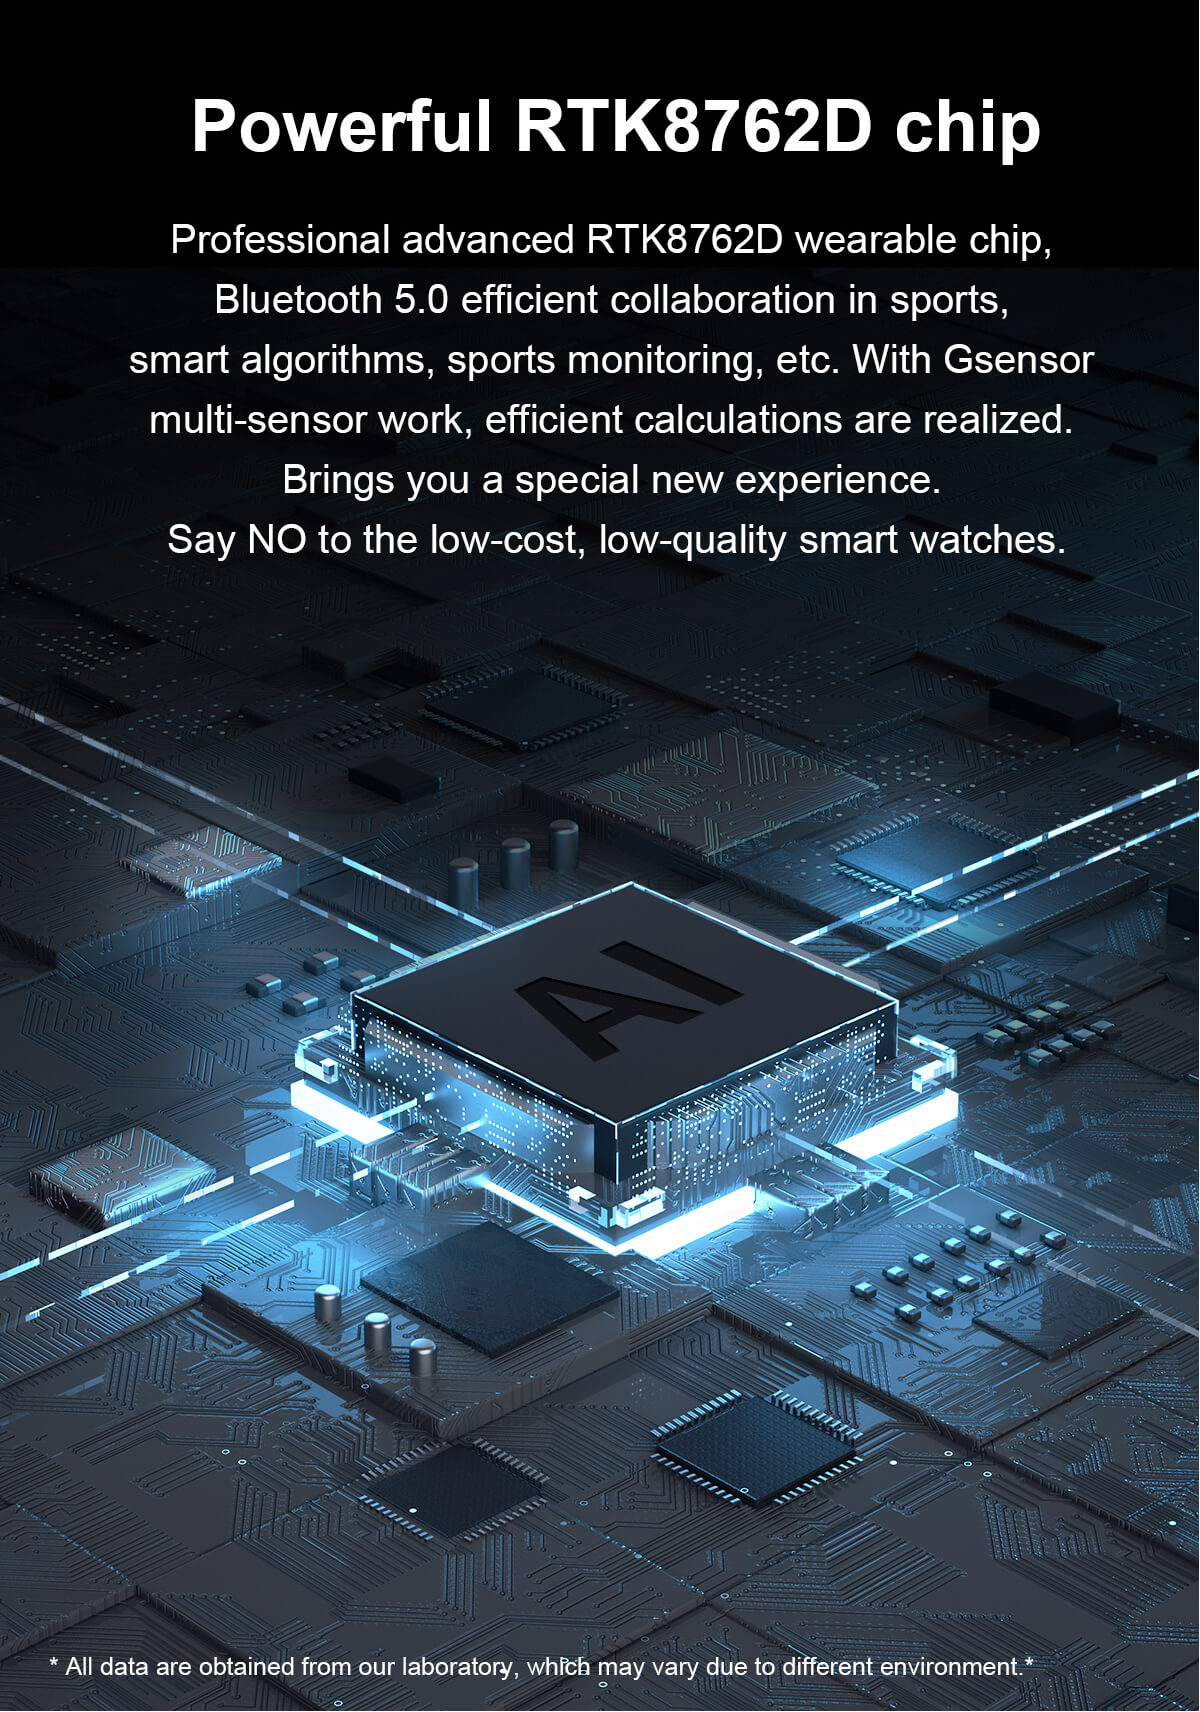 Powerful RTK8762D chip
Professional advanced RTK8762D wearable chip,
Bluetooth 5.0 efficient collaboration in sports,
smart algorithms, sports monitoring, etc. With Gsensor
multi-sensor work, efficient calculations are realized.
Brings you a special new experience.
Say NO to the low-cost, low-quality smart watches.
AI
* All data are obtained from our laboratory, which may vary due to different environment.*